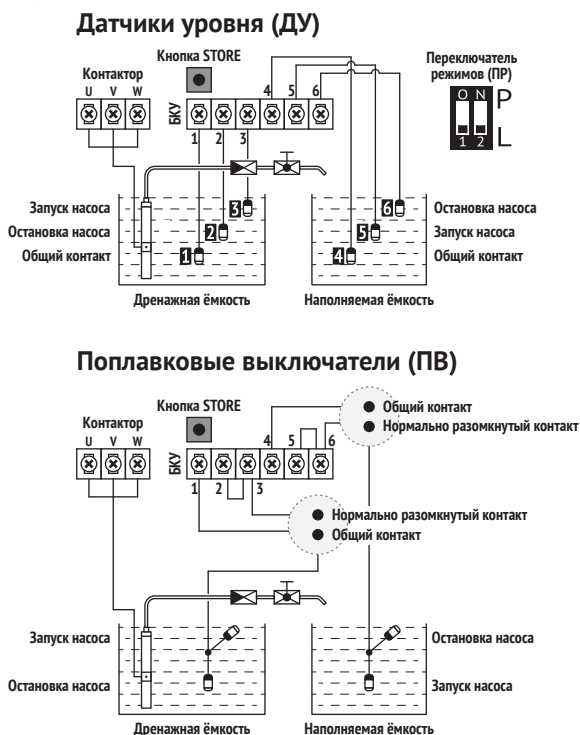 Датчики уровня (ДУ)
Кнопка STORE
Контактор
U V W
БКУ
4 5 6
1 2 3
Переключатель
режимов (ПР)
O N P
1 2 L
Запуск насоса
Остановка насоса
Общий контакт
3
2
1
6
5
4
Остановка насоса
Запуск насоса
Общий контакт
Дренажная ёмкость
Наполняемая ёмкость
Поплавковые выключатели (ПВ)
Кнопка STORE
Контактор
U V W
БКУ
4 5 6
1 2 3
Общий контакт
Нормально разомкнутый контакт
Нормально разомкнутый контакт
Общий контакт
Запуск насоса
Остановка насоса
Остановка насоса
Запуск насоса
Дренажная ёмкость
Наполняемая ёмкость